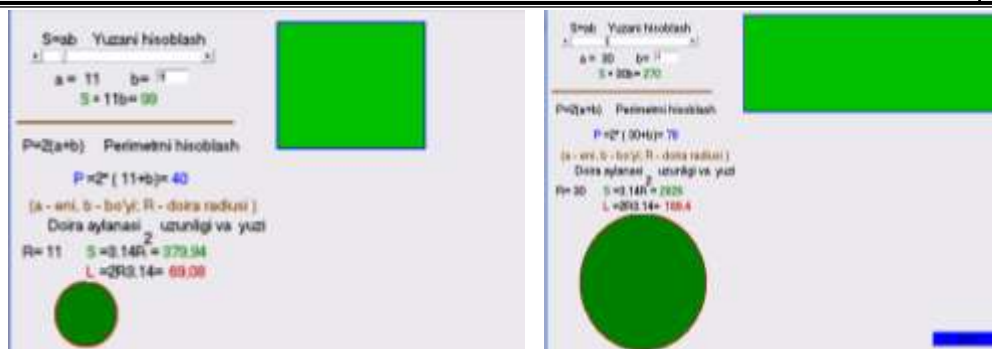 S=ab Yuzani hisoblash
a = 11 b= 9
S = 11b= 99
P=2(a+b) Perimetrni hisoblash
P =2* ( 11+b)= 40
(a - eni, b - bo'yi, R - doira radiusi )
Doira aylanasi uzunligi va yuzi
2
R= 11 S =3.14R = 379.94
L =2R3.14= 69.08
S=ab Yuzani hisoblash
a = 30 b= 9
S = 30b= 270
P=2(a+b) Perimetrni hisoblash
P =2* ( 30+b)= 78
(a - eni, b - bo'yi, R - doira radiusi )
Doira aylanasi uzunligi va yuzi
2
R= 30 S =3.14R = 2826
L =2R3.14= 188.4